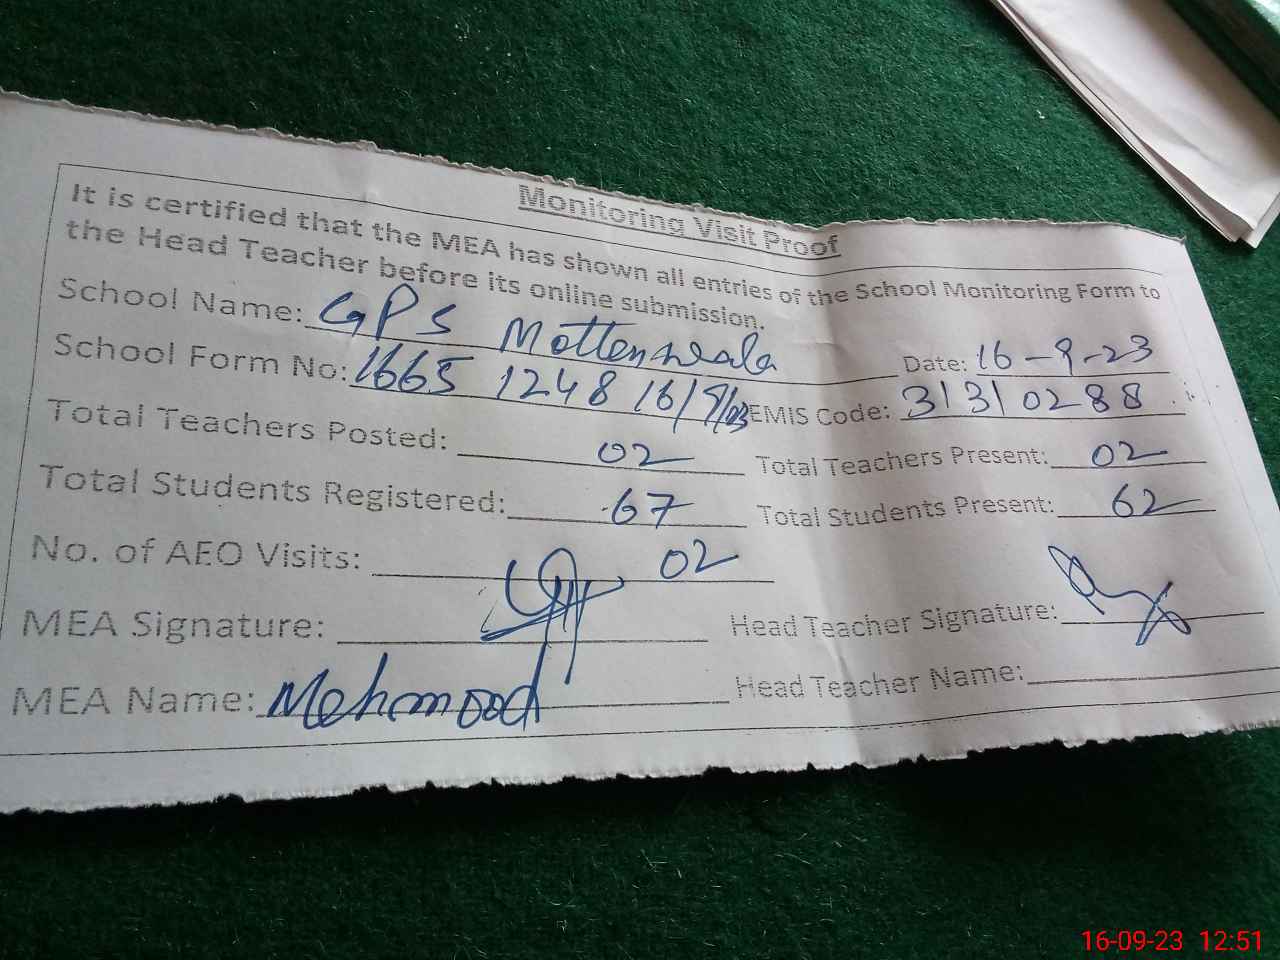 Monitoring Visit Proof
It is certified that the MEA has shown all entries of the School Monitoring Form to
the Head Teacher before its online submission.
School Name: GPS Mottenwala Date: 16-9-23
School Form No: 1665 1248 16/9/23 EMIS Code: 31310288
Total Teachers Posted: 02 Total Teachers Present: 02
Total Students Registered: 67 Total Students Present: 62
No. of AEO Visits: 02
MEA Signature: Head Teacher Signature:
MEA Name: Mehmood Head Teacher Name:
16-09-23 12:51